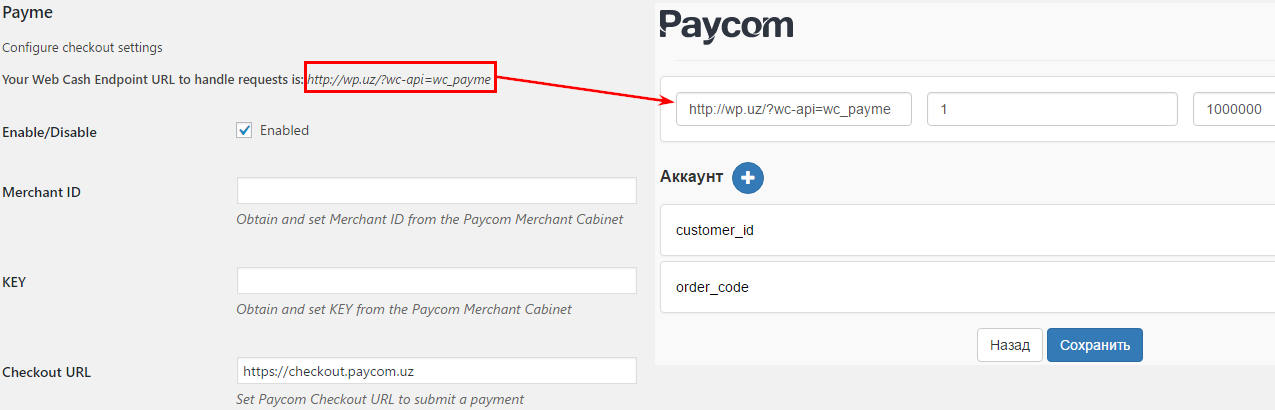 Payme
Configure checkout settings
Your Web Cash Endpoint URL to handle requests is: http://wp.uz/?wc-api=wc_payme
Enable/Disable
Enabled
Merchant ID
Obtain and set Merchant ID from the Paycom Merchant Cabinet
KEY
Obtain and set KEY from the Paycom Merchant Cabinet
Checkout URL
https://checkout.paycom.uz
Set Paycom Checkout URL to submit a payment
Paycom
http://wp.uz/?wc-api=wc_payme
1
1000000
Аккаунт
customer_id
order_code
Назад
Сохранить